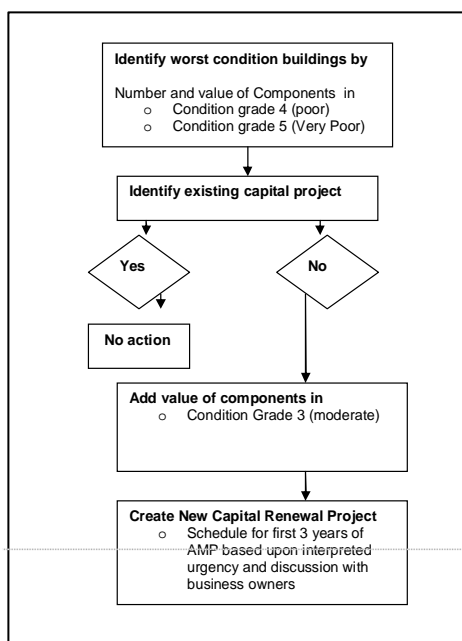 Identify worst condition buildings by
Number and value of Components in
o Condition grade 4 (poor)
o Condition grade 5 (Very Poor)
Identify existing capital project
Yes
No
No action
Add value of components in
o Condition Grade 3 (moderate)
Create New Capital Renewal Project
o Schedule for first 3 years of
AMP based upon interpreted
urgency and discussion with
business owners